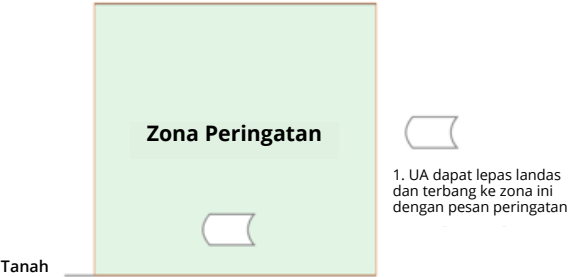 Zona Peringatan
1. UA dapat lepas landas
dan terbang ke zona ini
dengan pesan peringatan
Tanah